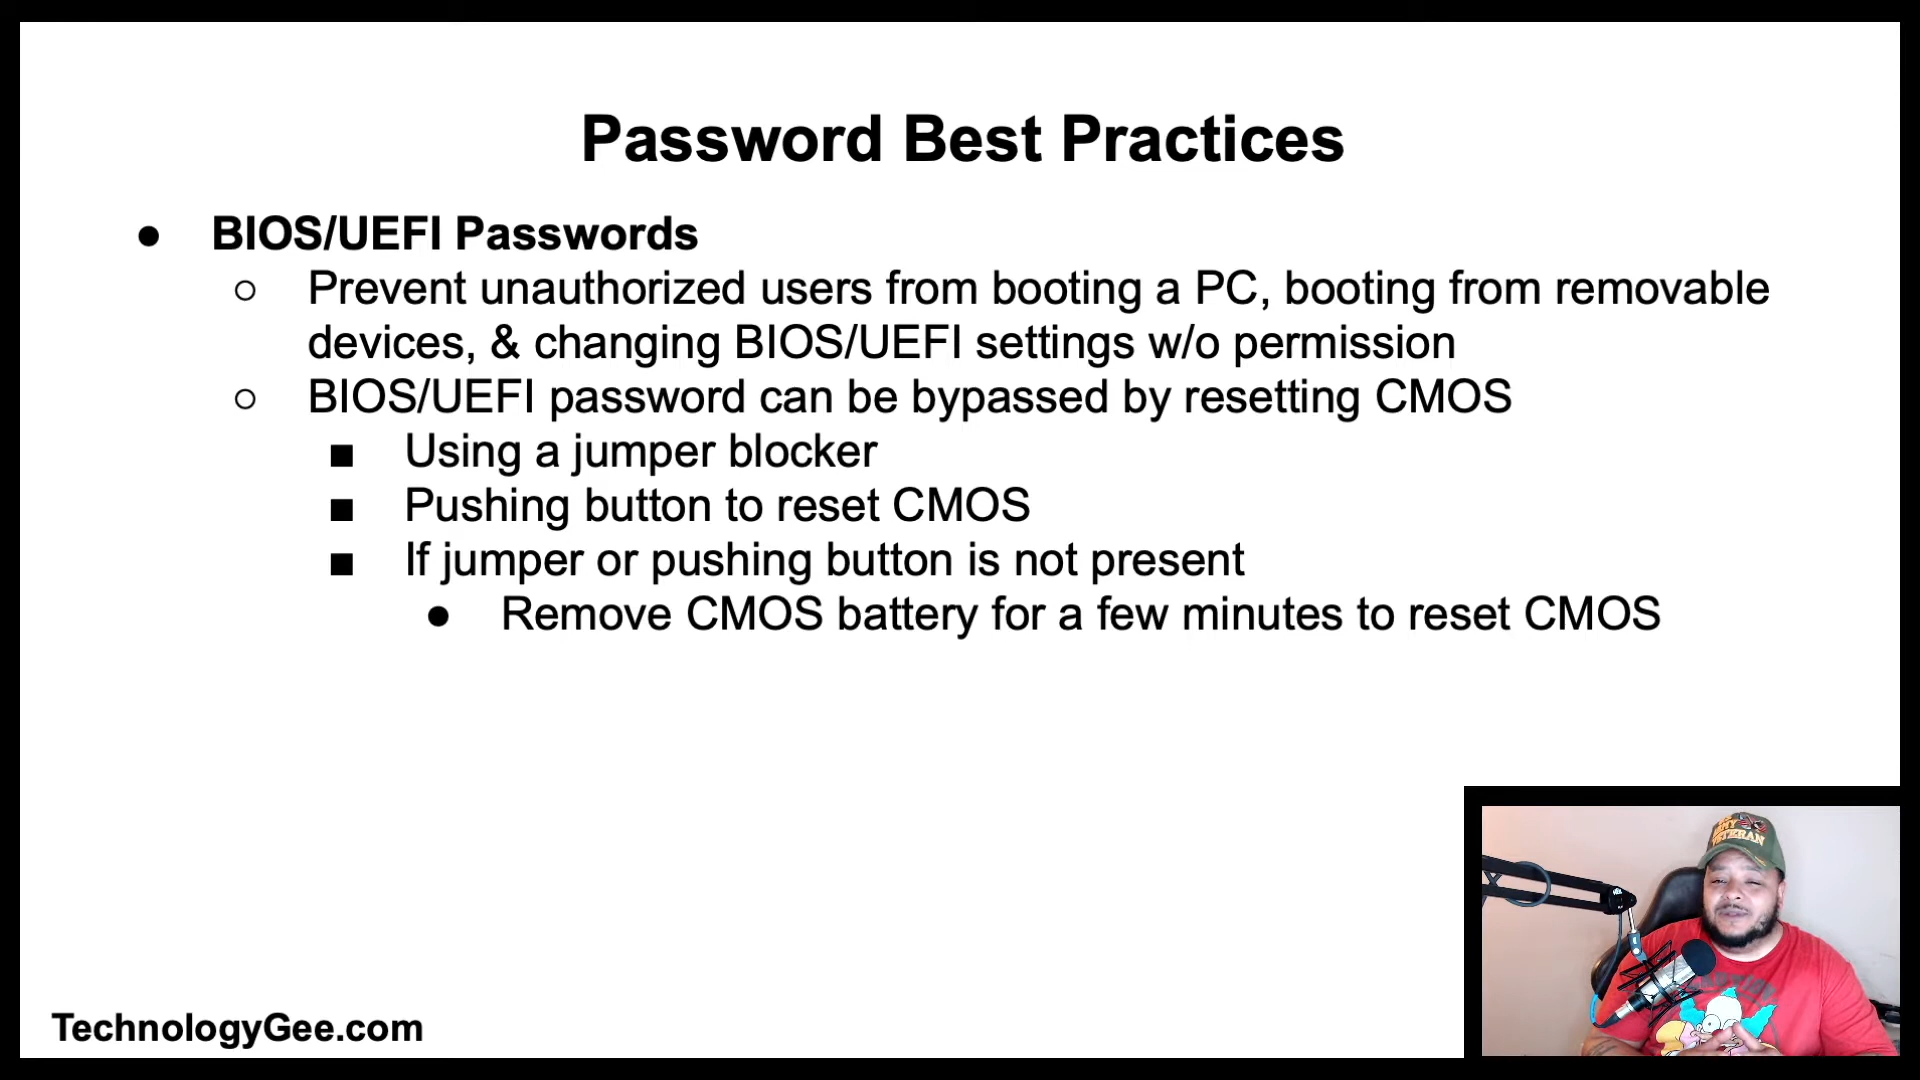 Password Best Practices
● BIOS/UEFI Passwords
○ Prevent unauthorized users from booting a PC, booting from removable
devices, & changing BIOS/UEFI settings w/o permission
○ BIOS/UEFI password can be bypassed by resetting CMOS
■ Using a jumper blocker
■ Pushing button to reset CMOS
■ If jumper or pushing button is not present
● Remove CMOS battery for a few minutes to reset CMOS
VETERAN
TechnologyGee.com